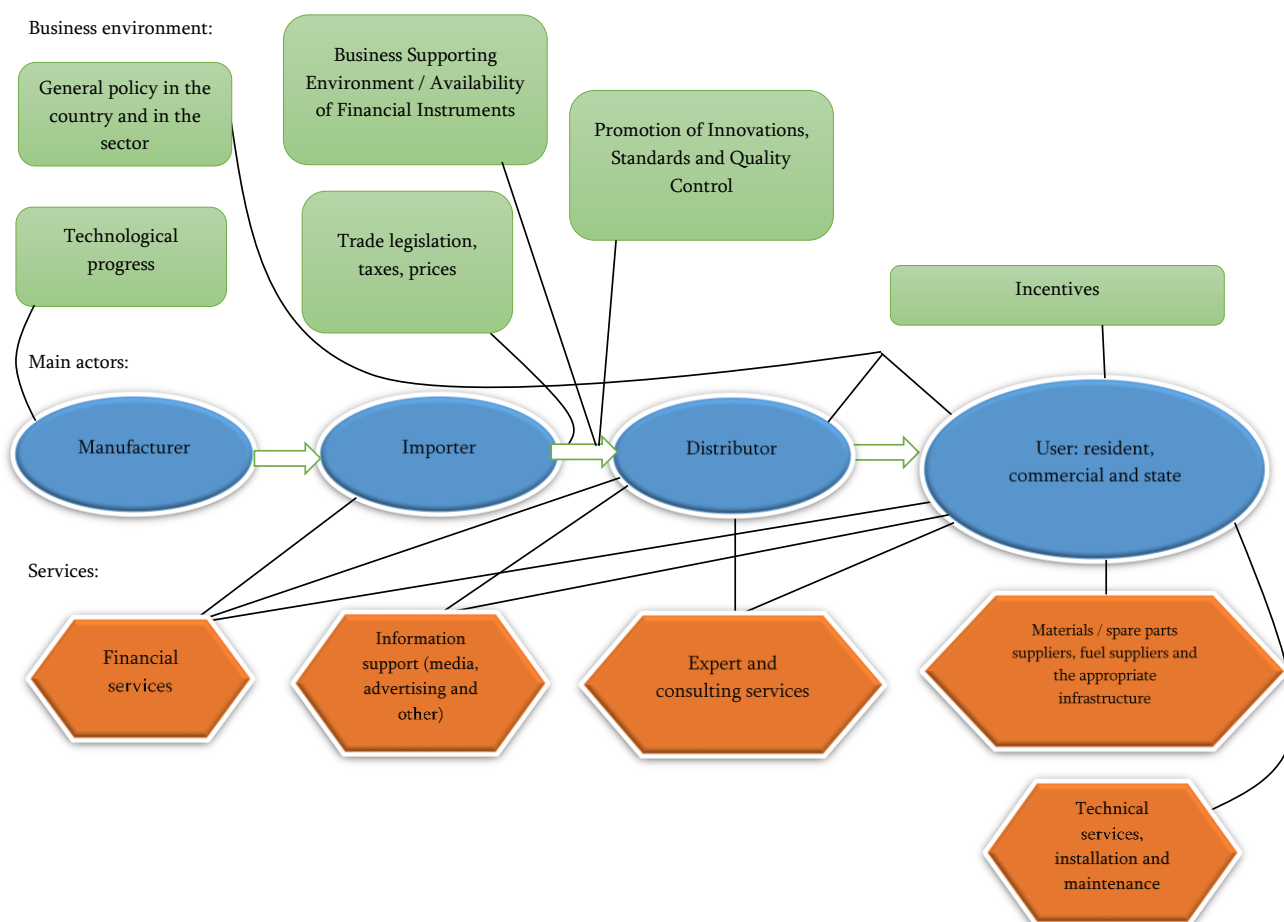 Business environment:
General policy in the
country and in the
sector
Business Supporting
Environment / Availability
of Financial Instruments
Promotion of Innovations,
Standards and Quality
Control
Technological
progress
Trade legislation,
taxes, prices
Incentives
Main actors:
Manufacturer
Importer
Distributor
User: resident,
commercial and state
Services:
Financial
services
Information
support (media,
advertising and
other)
Expert and
consulting services
Materials / spare parts
suppliers, fuel suppliers and
the appropriate
infrastructure
Technical
services,
installation and
maintenance